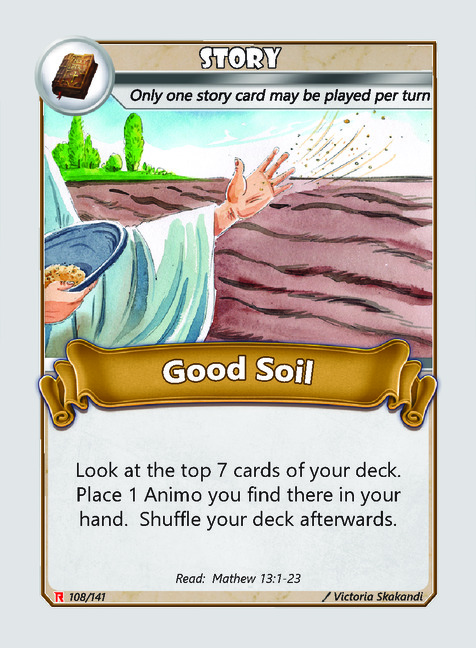 STORY
Only one story card may be played per turn
Good Soil
Look at the top 7 cards of your deck.
Place 1 Animo you find there in your
hand.  Shuffle your deck afterwards.
Read:  Mathew 13:1-23
R 108/141
/ Victoria Skakandi